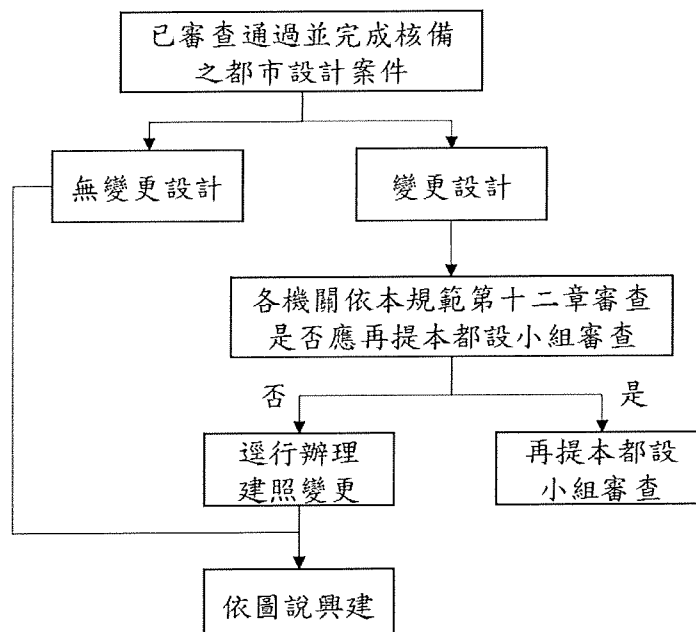 已審查通過並完成核備
之都市設計案件
無變更設計
變更設計
各機關依本規範第十二章審查
是否應再提本都設小組審查
否
是
逕行辦理
建照變更
再提本都設
小組審查
依圖說興建